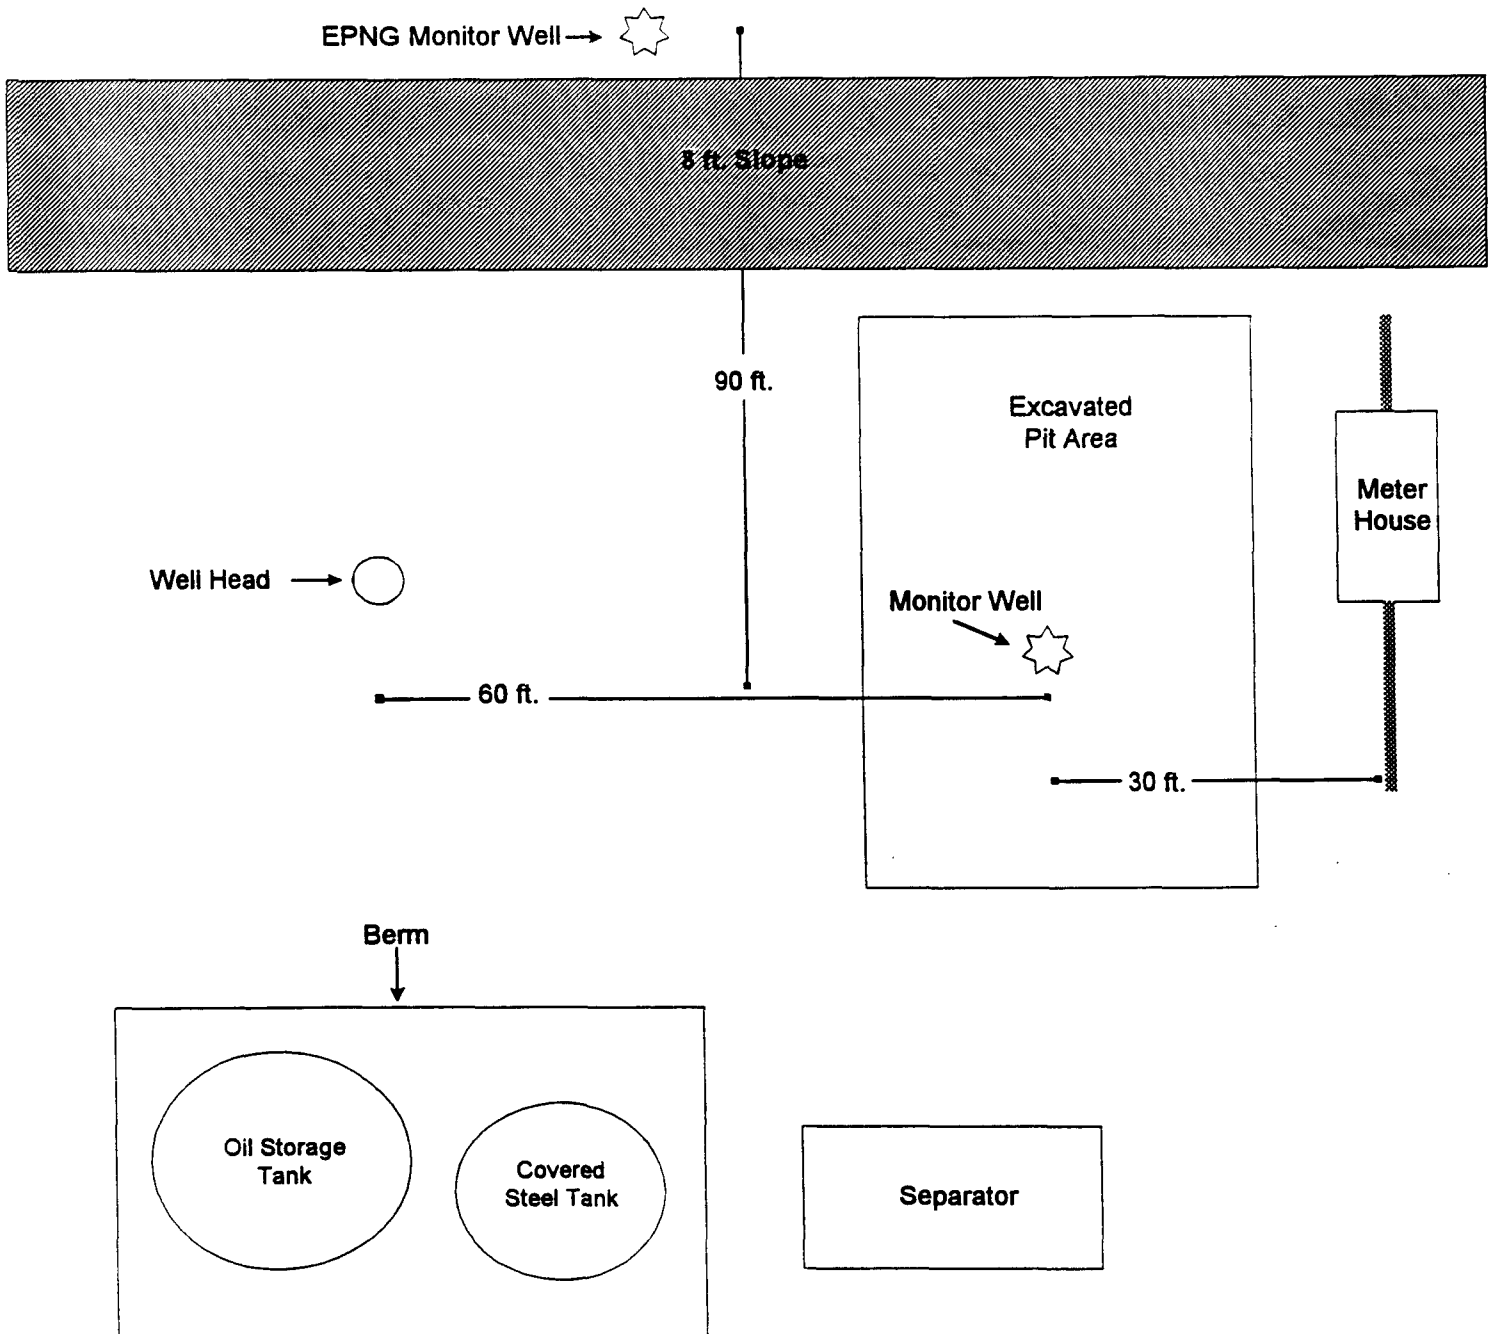 EPNG Monitor Well
8 ft. Slope
90 ft.
Excavated
Pit Area
Meter
House
Well Head
Monitor Well
60 ft.
30 ft.
Berm
Oil Storage
Tank
Covered
Steel Tank
Separator